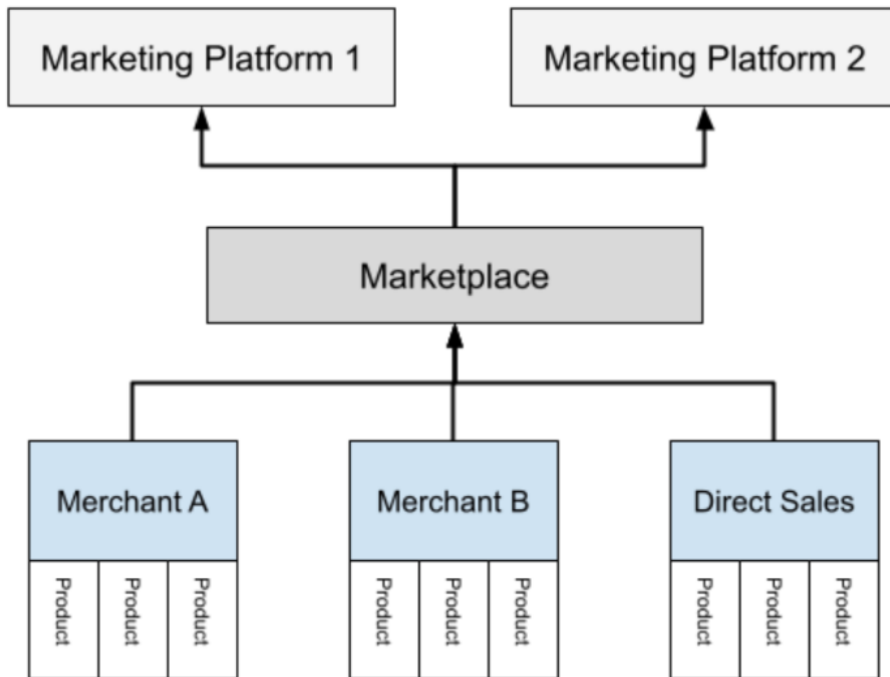 Marketing Platform 1
Marketing Platform 2
Marketplace
Merchant A
Merchant B
Direct Sales
Product
Product
Product
Product
Product
Product
Product
Product
Product